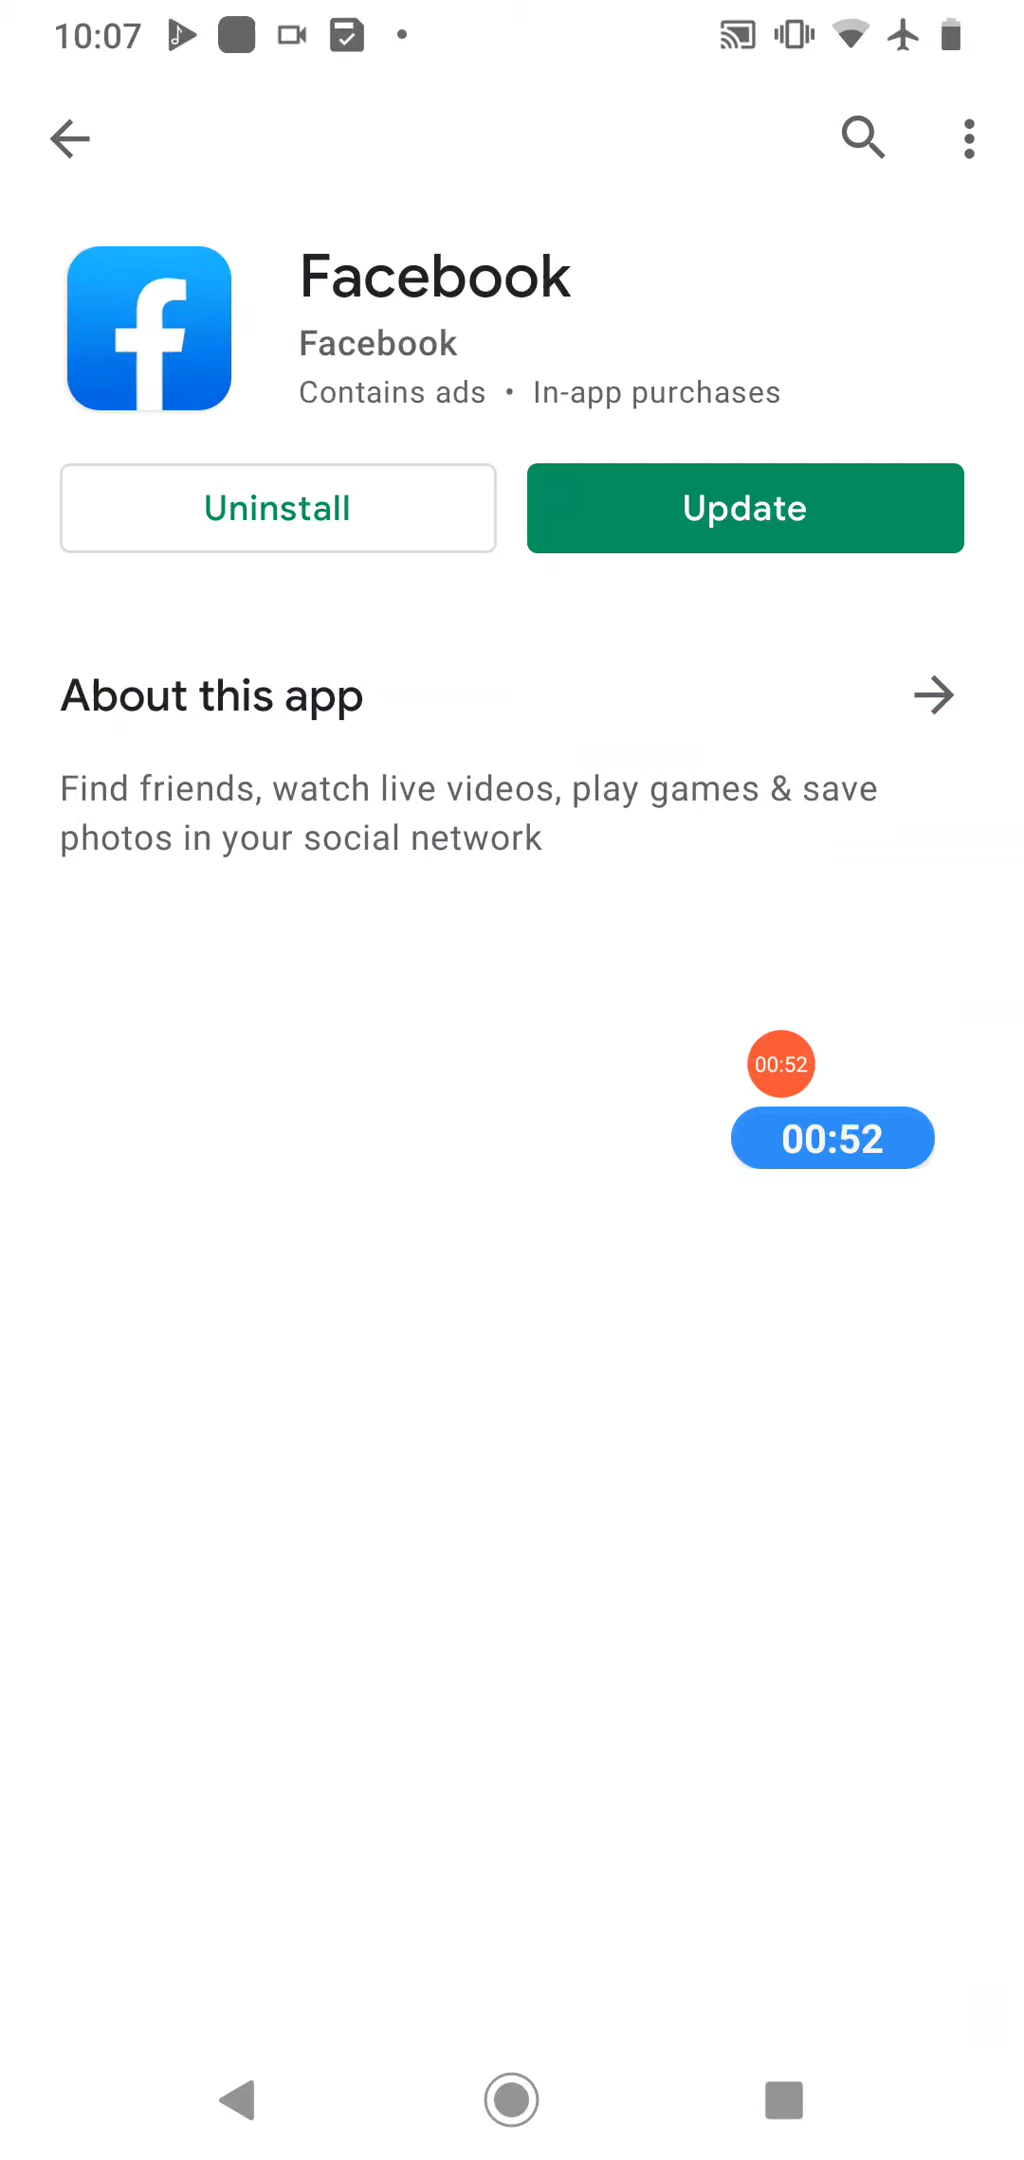 10:07
Facebook
Facebook
Contains ads • In-app purchases
Uninstall
Update
About this app
Find friends, watch live videos, play games & save
photos in your social network
00:52
00:52